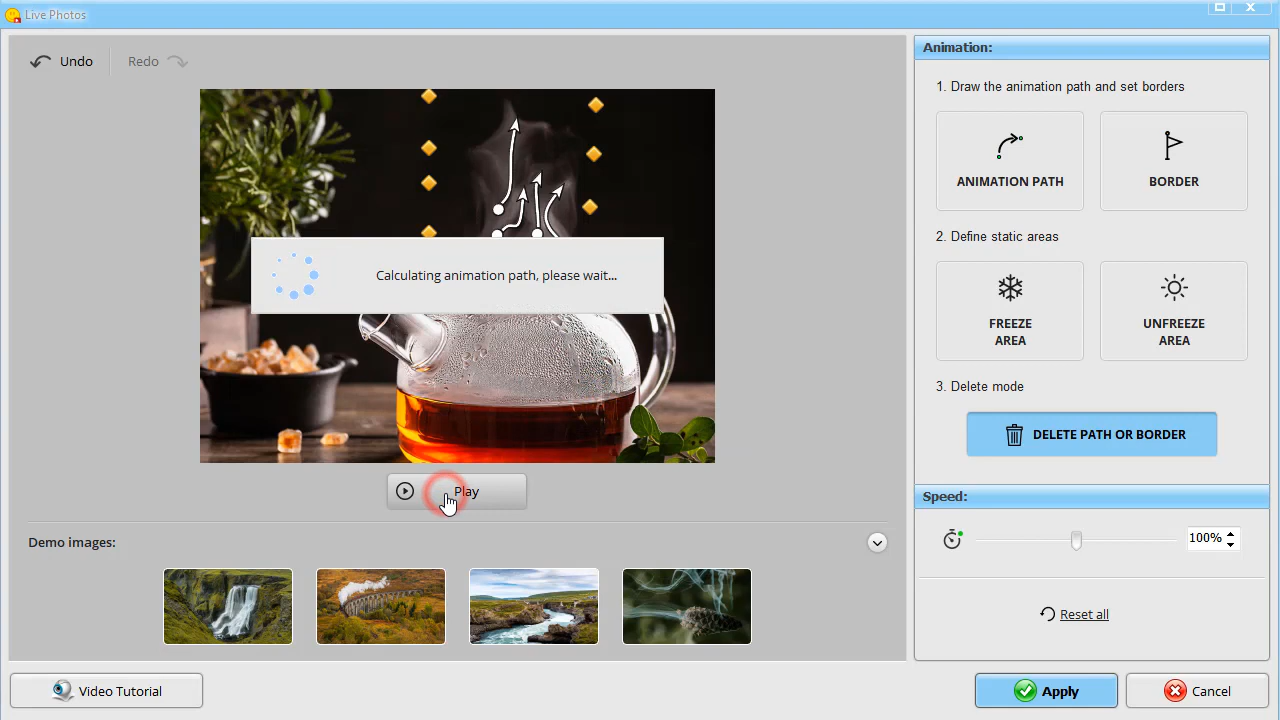 Live Photos
Undo
Redo
Calculating animation path, please wait...
Play
Demo images:
Video Tutorial
Animation:
1. Draw the animation path and set borders
ANIMATION PATH
BORDER
2. Define static areas
FREEZE
AREA
UNFREEZE
AREA
3. Delete mode
DELETE PATH OR BORDER
Speed:
100%
Reset all
Apply
Cancel